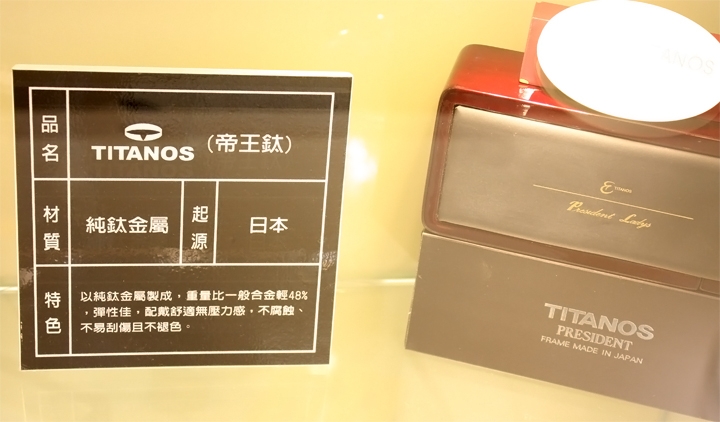 品名
TITANOS (帝王鈦)
材質
純鈦金屬
起源
日本
特色
以純鈦金屬製成，重量比一般合金輕48%
，彈性佳，配戴舒適無壓力感，不腐蝕、
不易刮傷且不褪色。
TITANOS
President Ladys
TITANOS
PRESIDENT
FRAME MADE IN JAPAN